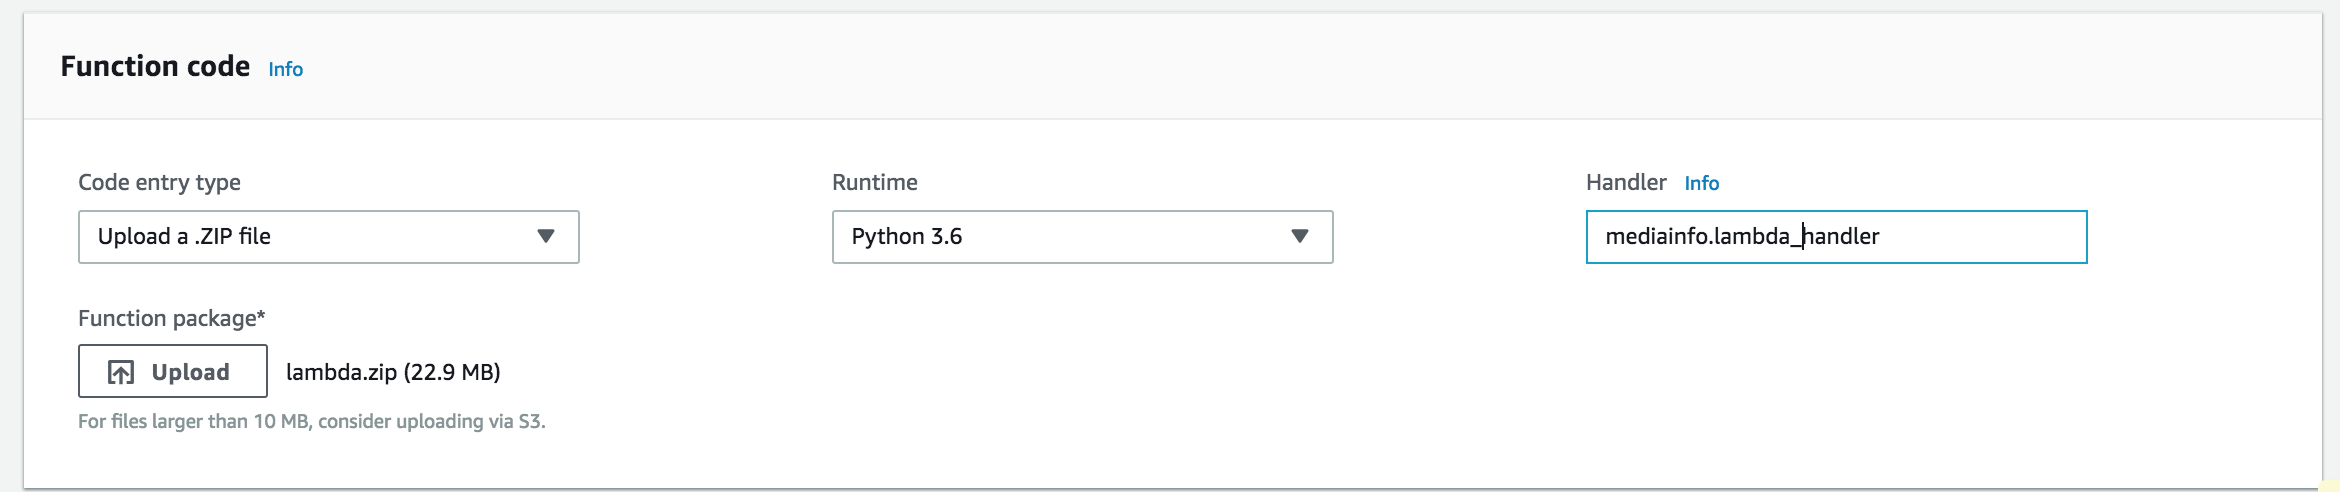 Function code Info
Code entry type
Upload a .ZIP file
Runtime
Python 3.6
Handler Info
mediainfo.lambda_handler
Function package*
Upload lambda.zip (22.9 MB)
For files larger than 10 MB, consider uploading via S3.